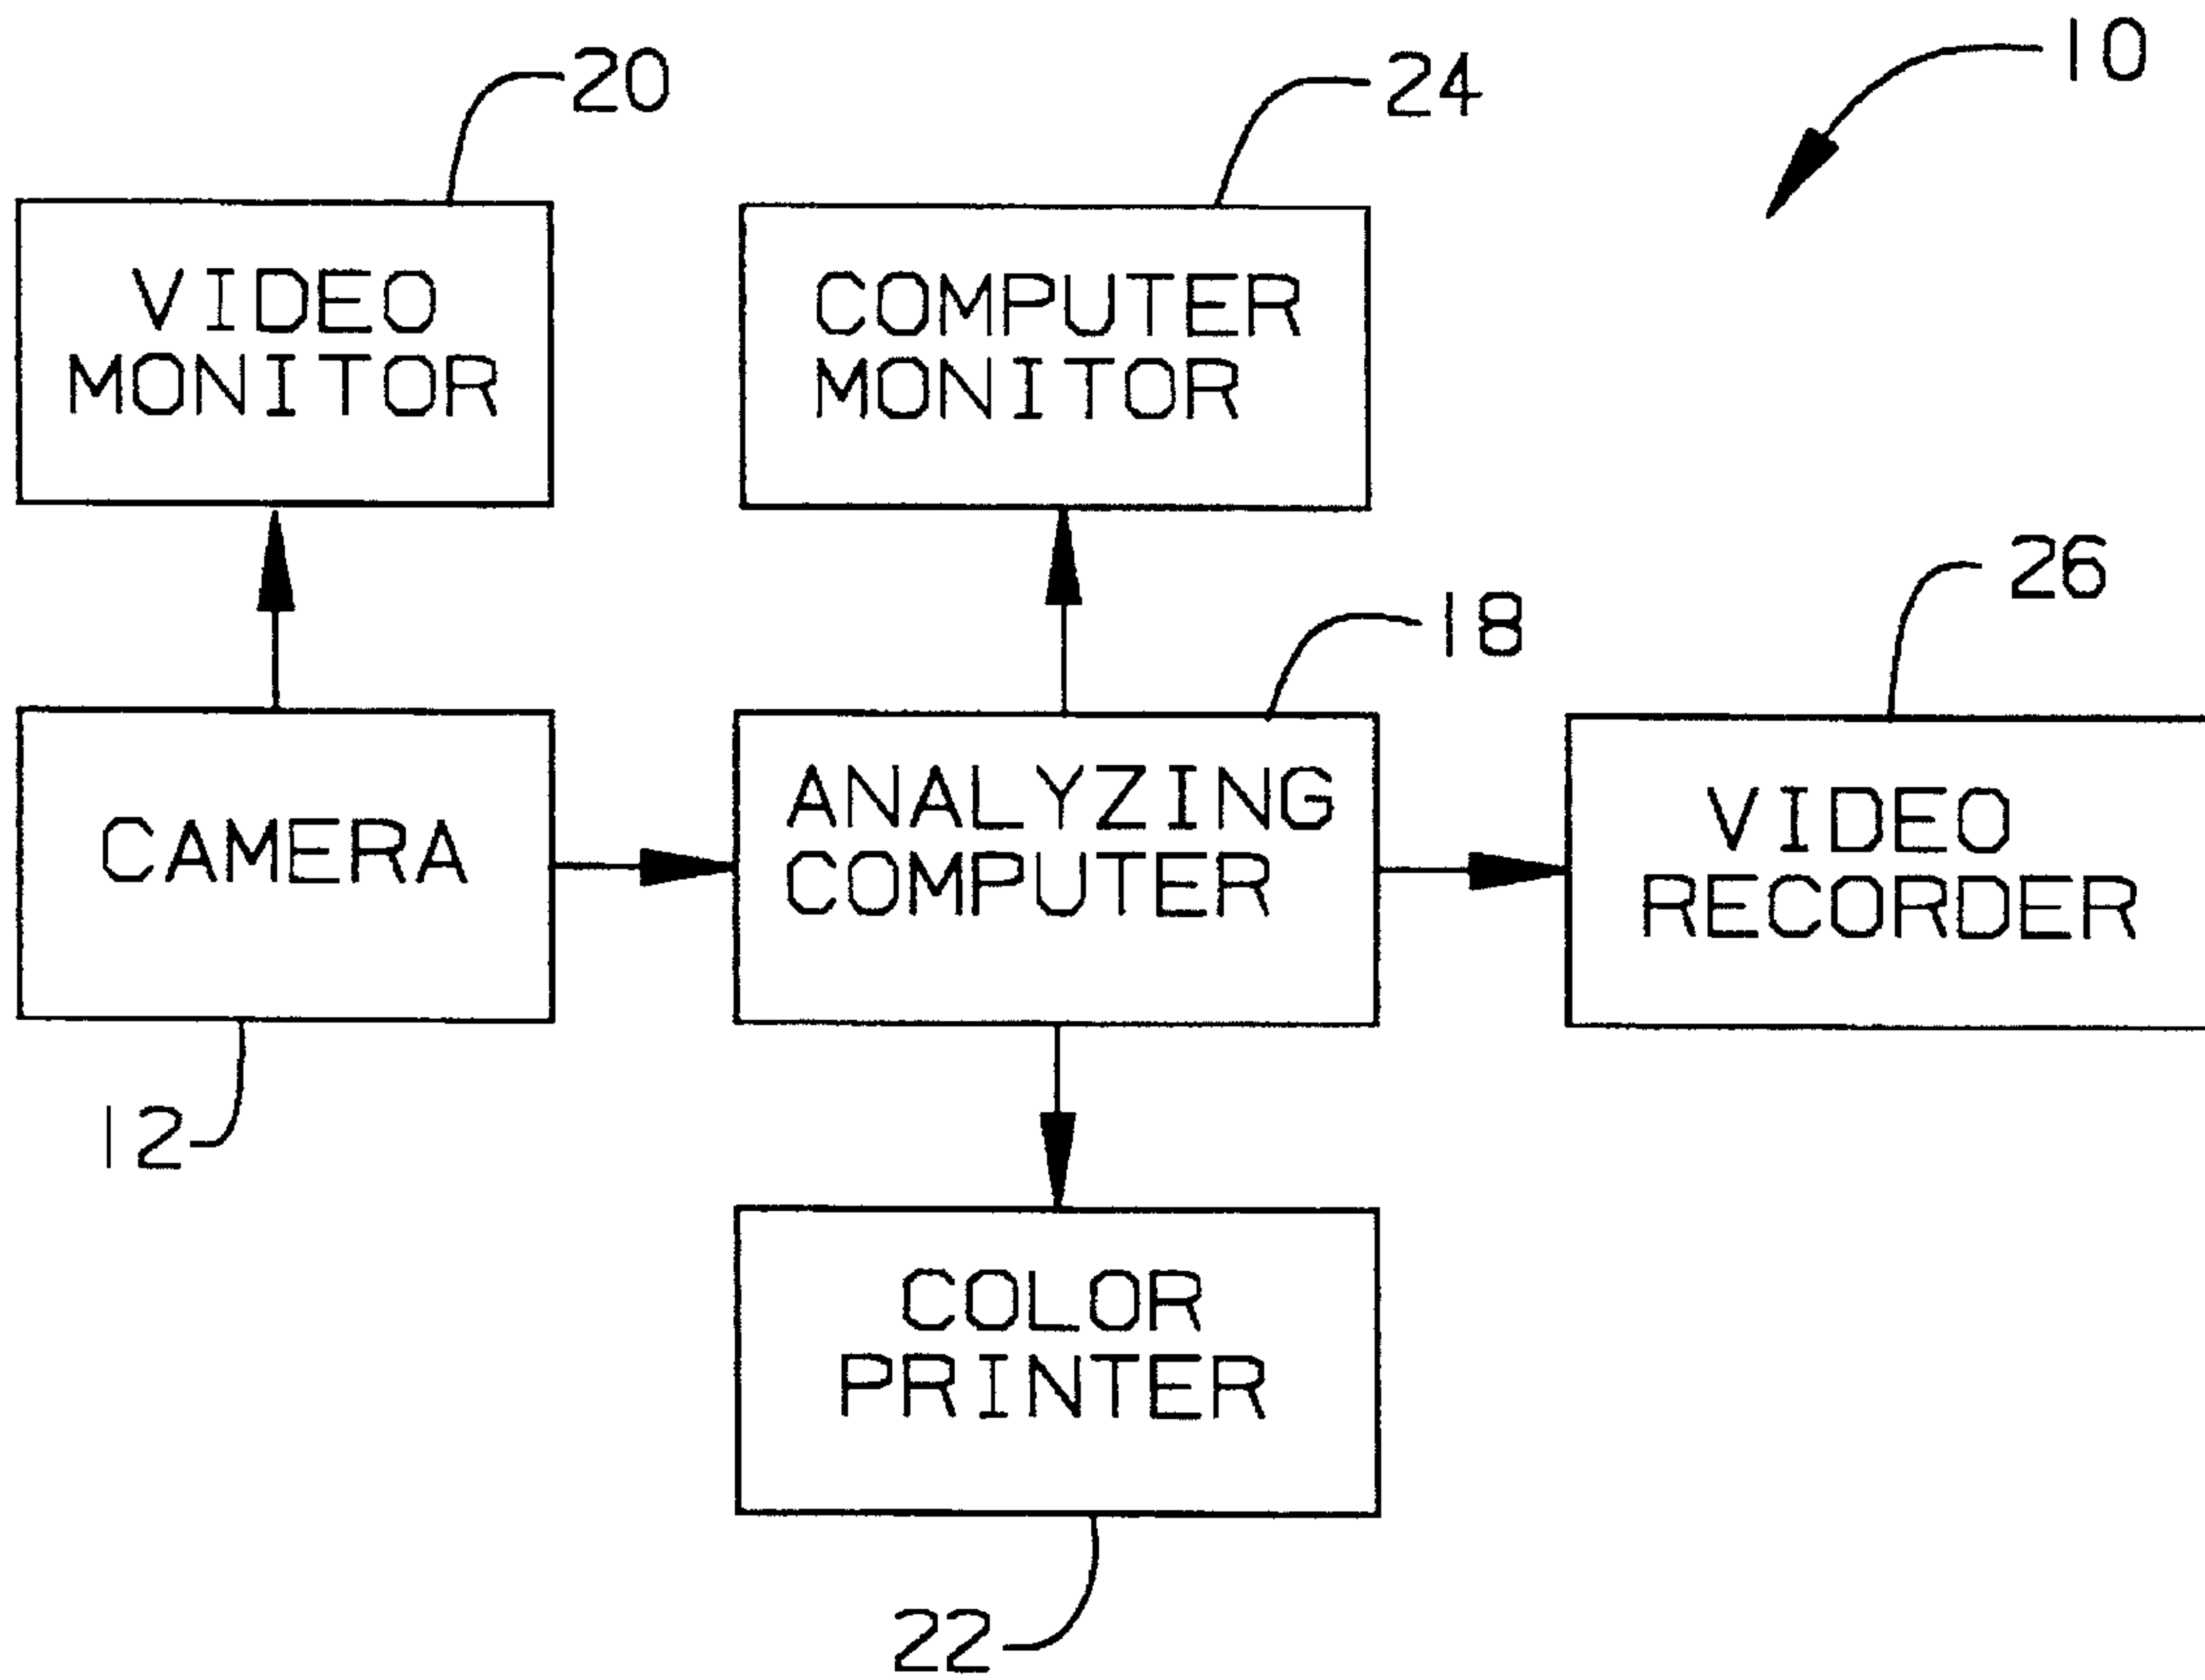 20
24
10
VIDEO
MONITOR
COMPUTER
MONITOR
26
18
CAMERA
ANALYZING
COMPUTER
VIDEO
RECORDER
12
COLOR
PRINTER
22